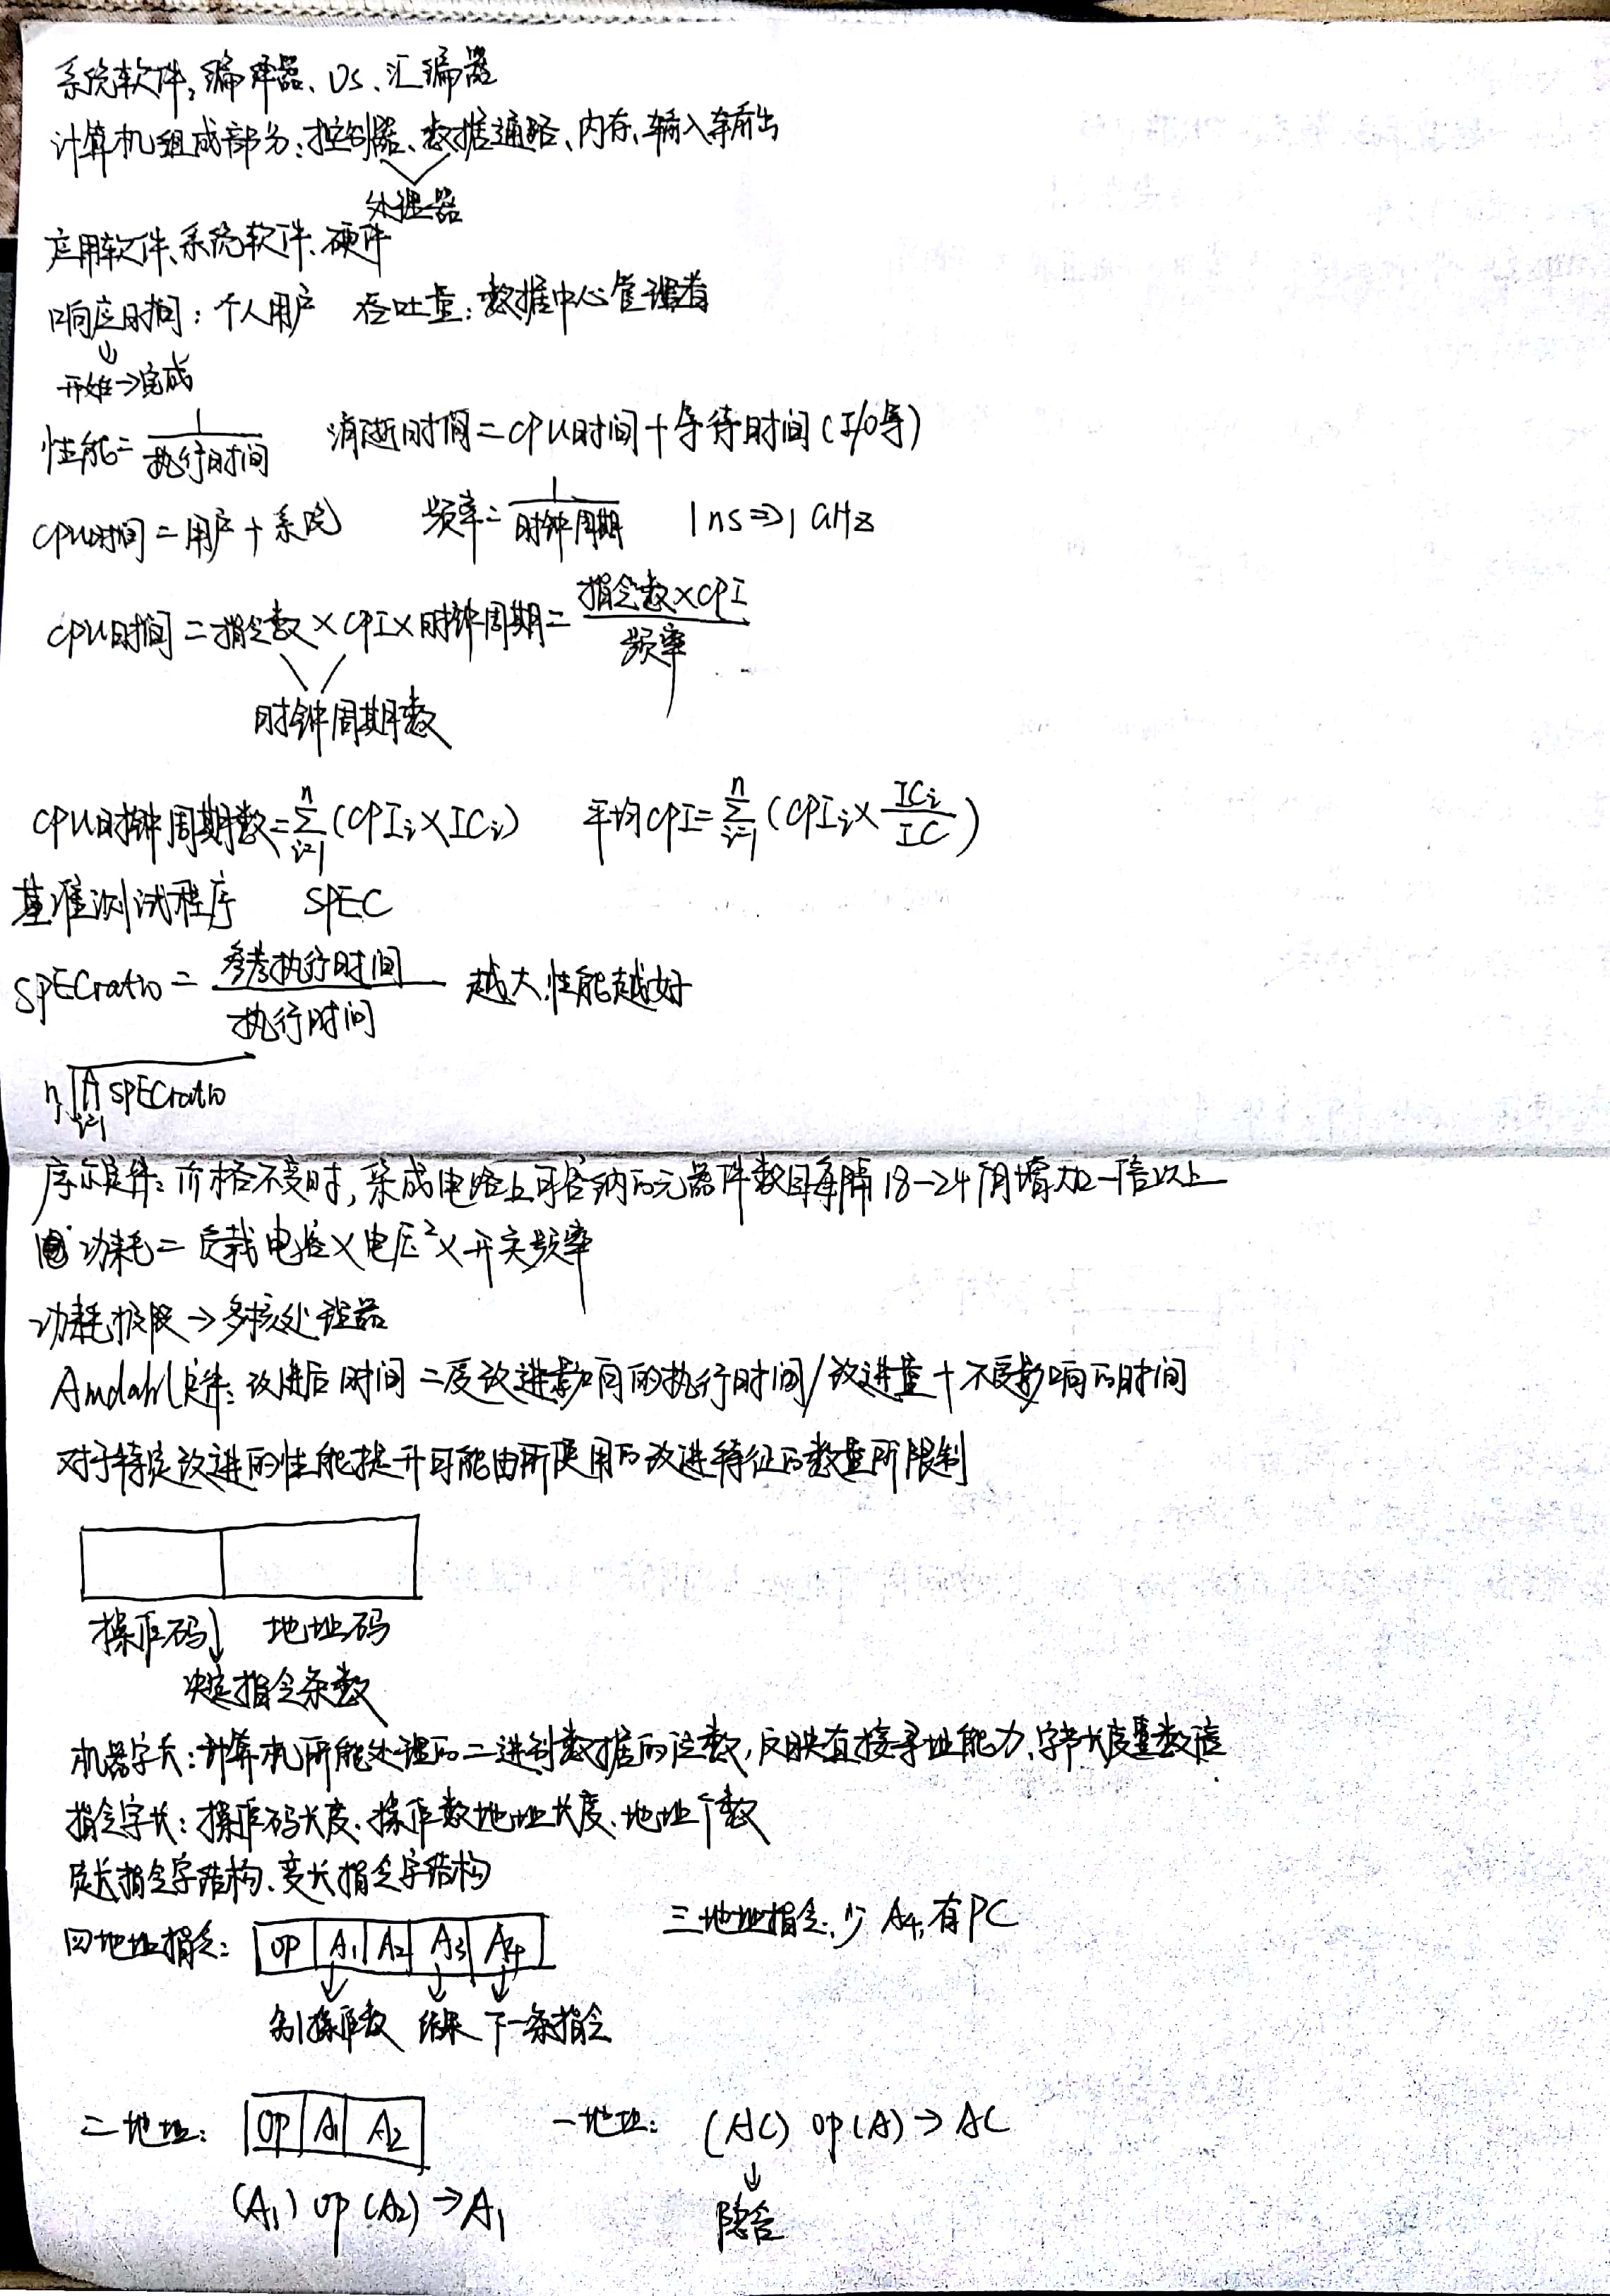 系统软件:编译器、OS、汇编器
计算机组成部分:控制器、数据通路、内存、输入输出
处理器
应用软件、系统软件、硬件
响应时间:个人用户 吞吐量:数据中心管理者
↓
开始→完成
性能=1/执行时间 消逝时间=CPU时间+等待时间(I/O等)
CPU时间=用户+系统 频率=1/时钟周期 1ns⇒1GHz
CPU时间=指令数×CPI×时钟周期=指令数×CPI/频率
时钟周期数
CPU时钟周期数=∑_{i=1}^{n}(CPI_i×IC_i) 平均CPI=∑_{i=1}^{n}(CPI_i×IC_i/IC)
基准测试程序 SPEC
SPECratio=参考执行时间/执行时间 越大,性能越好
n√∏_{i=1}^{n} SPECratio
摩尔定律:价格不变时,集成电路上可容纳的元器件数目每隔18-24月增加一倍以上
功耗=负载电容×电压²×开关频率
功耗极限→多核处理器
Amdahl定律:改进后时间=受改进影响的执行时间/改进量+不受影响的时间
对于特定改进的性能提升可能由所使用的改进特征的数量所限制
操作码↓ 地址码
决定指令条数
机器字长:计算机所能处理的二进制数据的位数,反映直接寻址能力,字节长度整数倍
指令字长:操作码长度、操作数地址长度、地址个数
定长指令字结构、变长指令字结构
四地址指令: OP A₁ A₂ A₃ A₄ 三地址指令:少A₄,有PC
↓ ↓ ↓
操作数 结果 下一条指令
二地址: OP A₁ A₂ 一地址: (AC) OP (A)→AC
↓
(A₁) OP (A₂)→A₁ 隐含